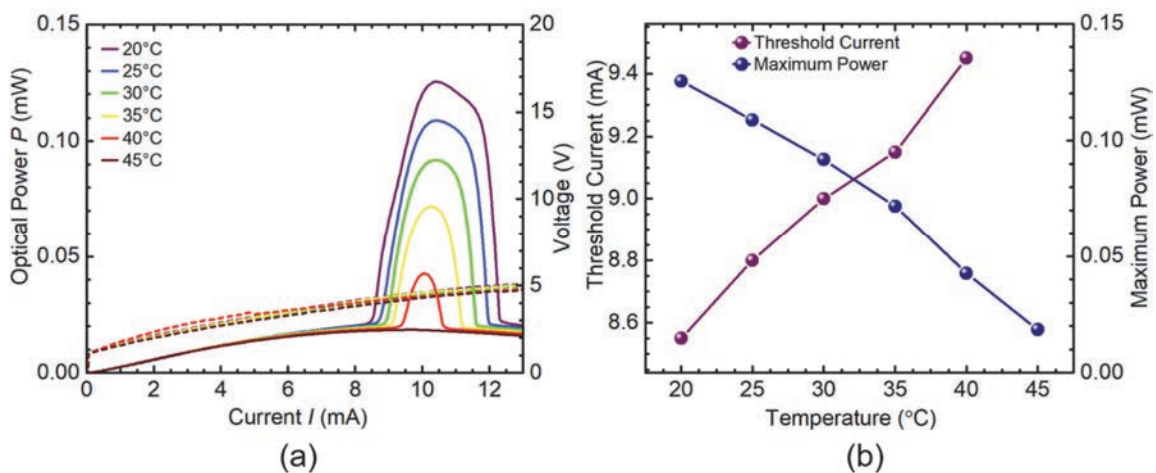 0.15
0.10
0.05
0.00
Optical Power P (mW)
20°C
25°C
30°C
35°C
40°C
45°C
20
15
10
5
0
Voltage (V)
0 2 4 6 8 10 12
Current I (mA)
(a)
9.4
9.2
9.0
8.8
8.6
Threshold Current (mA)
Threshold Current
Maximum Power
0.15
0.10
0.05
0.00
Maximum Power (mW)
20 25 30 35 40 45
Temperature (°C)
(b)